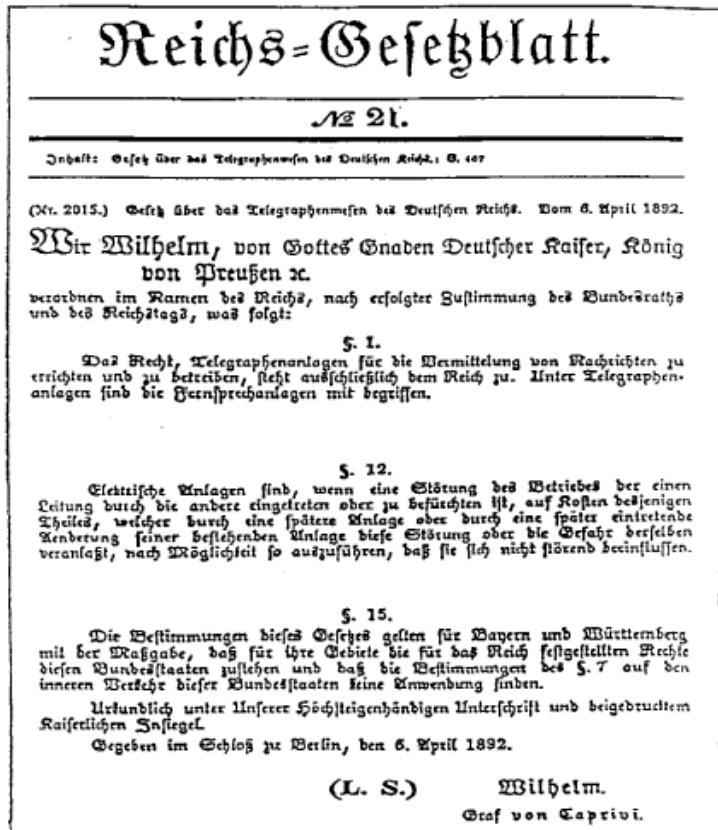 Reichs-Gesetzblatt.
№ 21.
Inhalt: Gesetz über das Telegraphenwesen des Deutschen Reichs. S. 467
(Nr. 2015.) Gesetz über das Telegraphenwesen des Deutschen Reichs. Vom 6. April 1892.
Wir Wilhelm, von Gottes Gnaden Deutscher Kaiser, König
von Preußen ꝛc.
verordnen im Namen des Reichs, nach erfolgter Zustimmung des Bundesraths
und des Reichstags, was folgt:
§. 1.
Das Recht, Telegraphenanlagen für die Vermittelung von Nachrichten zu
errichten und zu betreiben, steht ausschließlich dem Reich zu. Unter Telegraphen-
anlagen sind die Fernsprechanlagen mit begriffen.
§. 12.
Elektrische Anlagen sind, wenn eine Störung des Betriebes der einen
Leitung durch die andere eingetreten oder zu befürchten ist, auf Kosten desjenigen
Theiles, welcher durch eine spätere Anlage oder durch eine später eintretende
Aenderung seiner bestehenden Anlage diese Störung oder die Gefahr derselben
veranlaßt, nach Möglichkeit so auszuführen, daß sie sich nicht störend beeinflussen.
§. 15.
Die Bestimmungen dieses Gesetzes gelten für Bayern und Württemberg
mit der Maßgabe, daß für ihre Gebiete die für das Reich festgestellten Rechte
diesen Bundesstaaten zustehen und daß die Bestimmungen des §. 7 auf den
inneren Verkehr dieser Bundesstaaten keine Anwendung finden.
Urkundlich unter Unserer Höchsteigenhändigen Unterschrift und beigedrucktem
Kaiserlichen Insiegel.
Gegeben im Schloß zu Berlin, den 6. April 1892.
(L. S.) Wilhelm.
Graf von Caprivi.